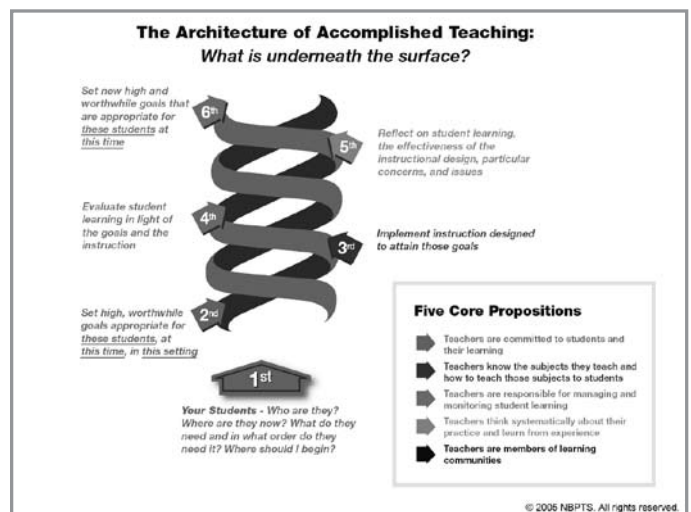 The Architecture of Accomplished Teaching:
What is underneath the surface?
Set new high and
worthwhile goals that
are appropriate for
these students at
this time
6th
5th
Reflect on student learning,
the effectiveness of the
instructional design, particular
concerns, and issues
Evaluate student
learning in light of
the goals and the
instruction
4th
3rd
Implement instruction designed
to attain those goals
Set high, worthwhile
goals appropriate for
these students, at
this time, in this setting
2nd
1st
Your Students - Who are they?
Where are they now? What do they
need and in what order do they
need it? Where should I begin?
Five Core Propositions
Teachers are committed to students and
their learning
Teachers know the subjects they teach and
how to teach those subjects to students
Teachers are responsible for managing and
monitoring student learning
Teachers think systematically about their
practice and learn from experience
Teachers are members of learning
communities
© 2005 NBPTS. All rights reserved.